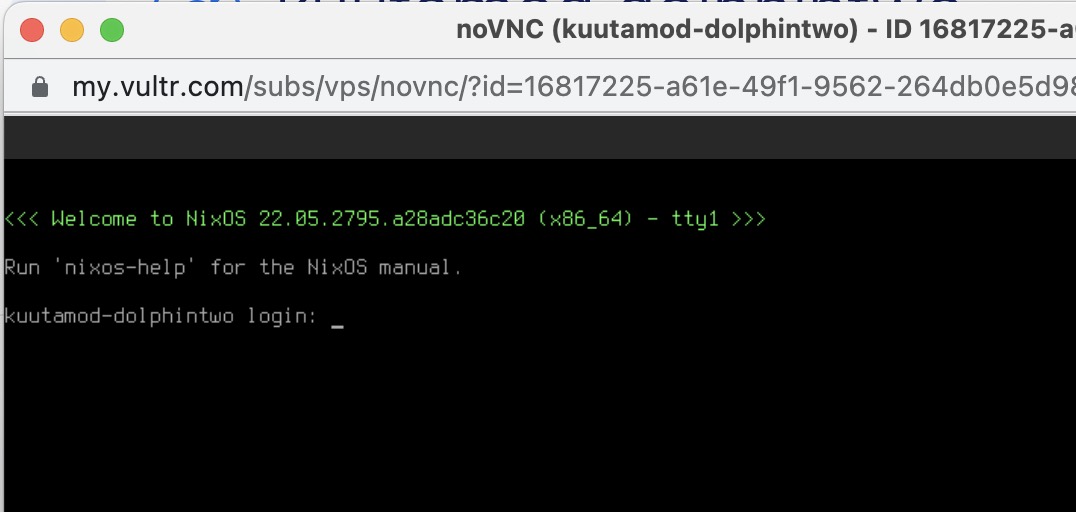 noVNC (kuutamod-dolphintwo) - ID 16817225-a
my.vultr.com/subs/vps/novnc/?id=16817225-a61e-49f1-9562-264db0e5d98
<<< Welcome to NixOS 22.05.2795.a28adc36c20 (x86_64) - tty1 >>>
Run 'nixos-help' for the NixOS manual.
kuutamod-dolphintwo login: _